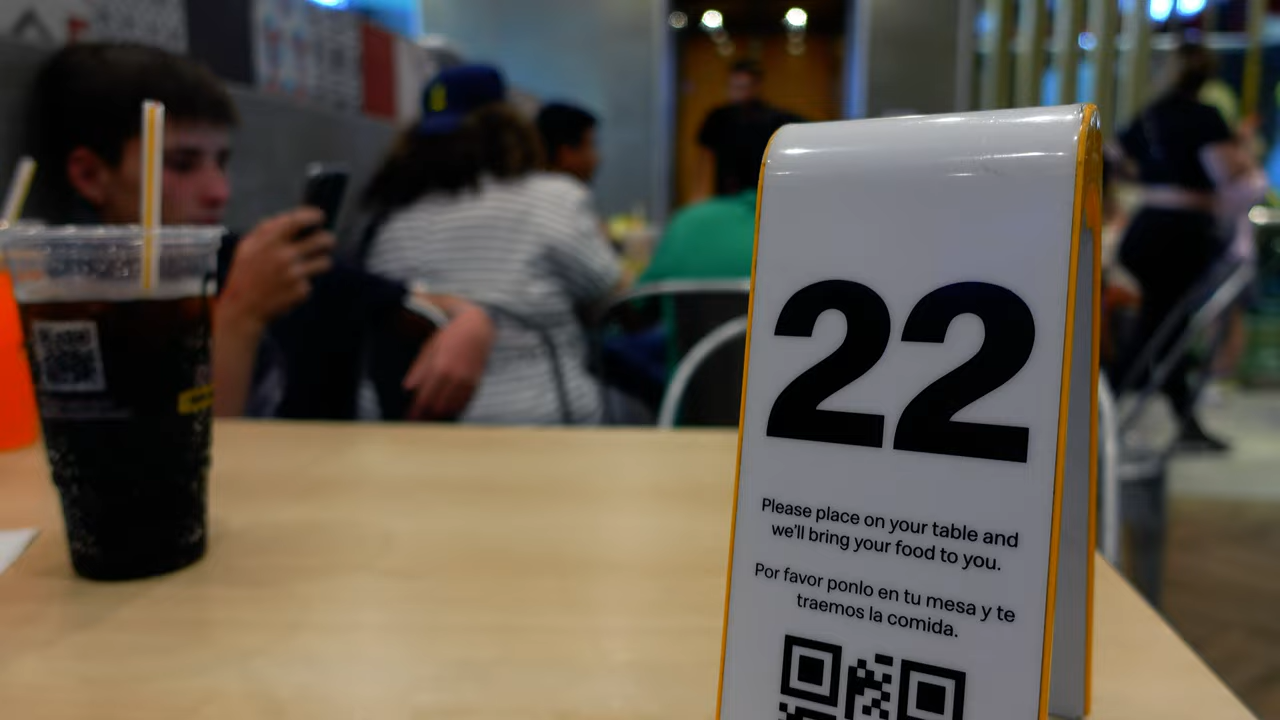 22
Please place on your table and
we'll bring your food to you.
Por favor ponlo en tu mesa y te
traemos la comida.